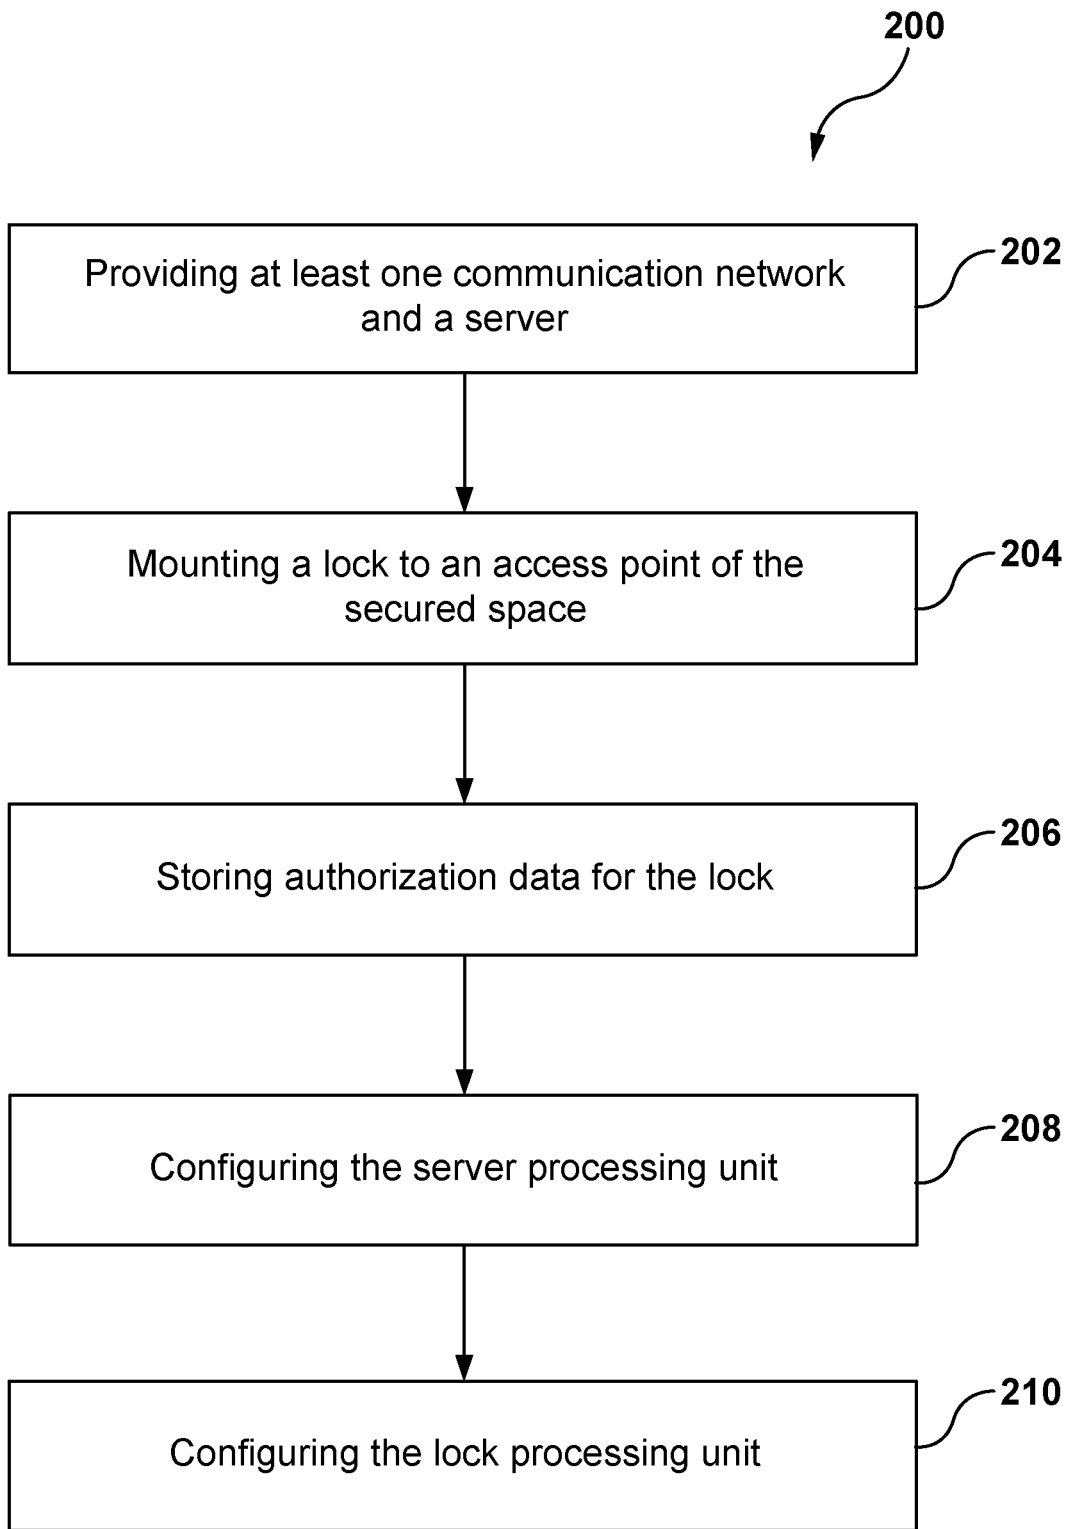 200
Providing at least one communication network
and a server
202
Mounting a lock to an access point of the
secured space
204
Storing authorization data for the lock
206
Configuring the server processing unit
208
Configuring the lock processing unit
210